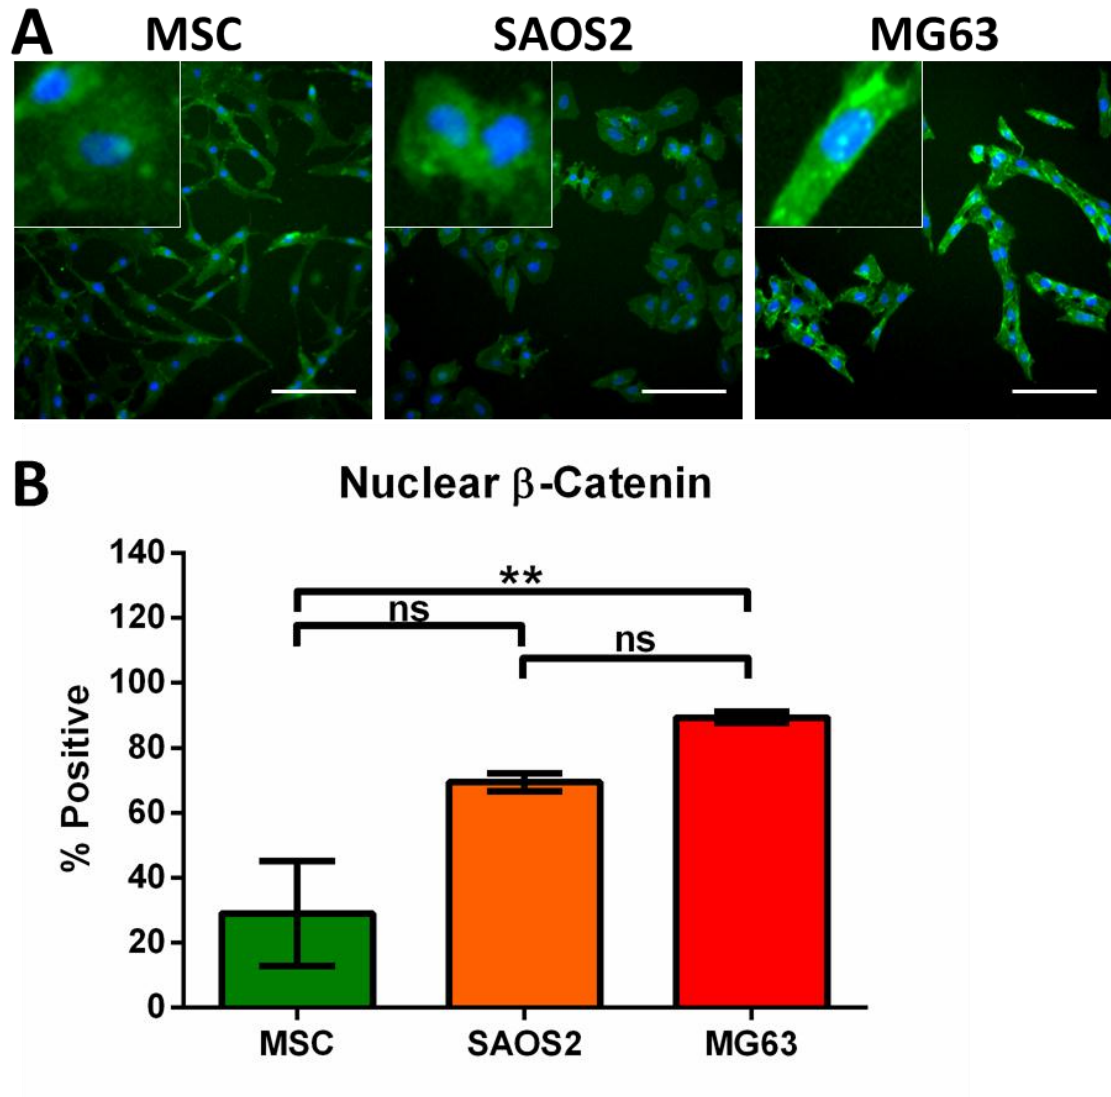 A
MSC
SAOS2
MG63
B
Nuclear β-Catenin
140
120
100
80
60
40
20
0
% Positive
**
ns
ns
MSC
SAOS2
MG63